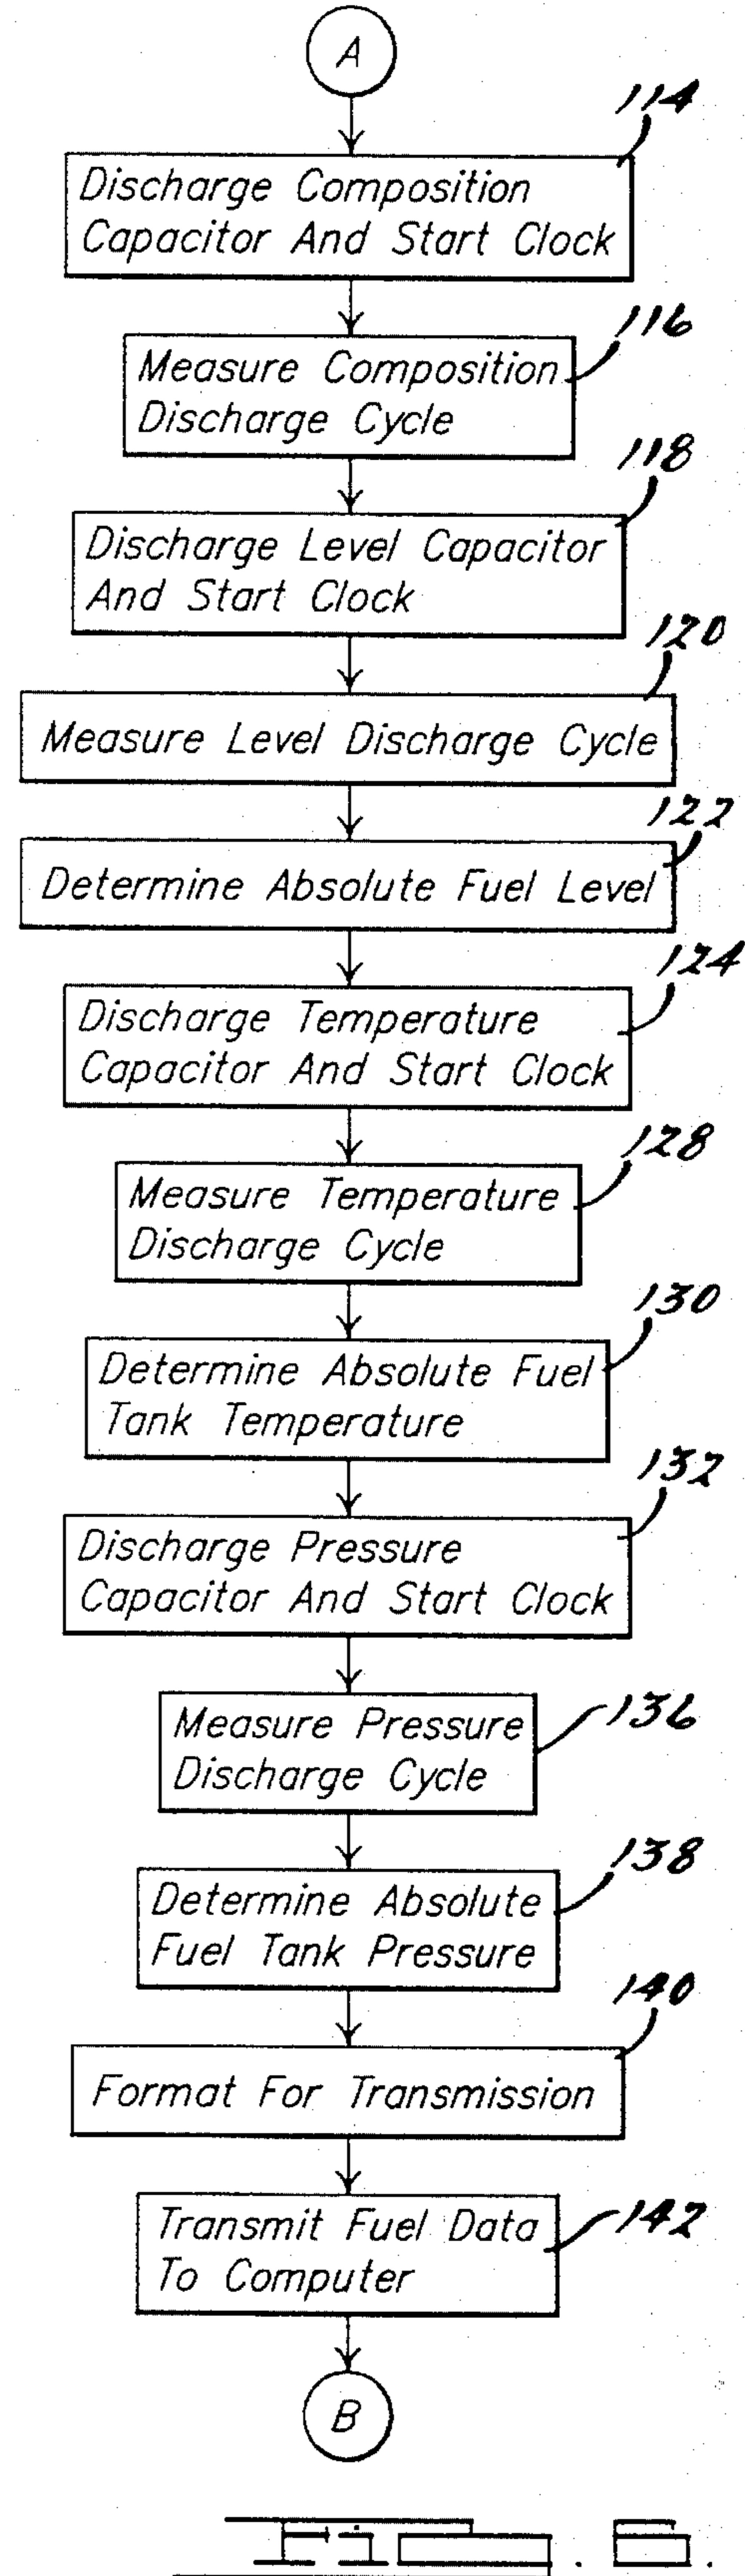 A
114
Discharge Composition
Capacitor And Start Clock
116
Measure Composition
Discharge Cycle
118
Discharge Level Capacitor
And Start Clock
120
Measure Level Discharge Cycle
122
Determine Absolute Fuel Level
124
Discharge Temperature
Capacitor And Start Clock
128
Measure Temperature
Discharge Cycle
130
Determine Absolute Fuel
Tank Temperature
132
Discharge Pressure
Capacitor And Start Clock
136
Measure Pressure
Discharge Cycle
138
Determine Absolute
Fuel Tank Pressure
140
Format For Transmission
142
Transmit Fuel Data
To Computer
B